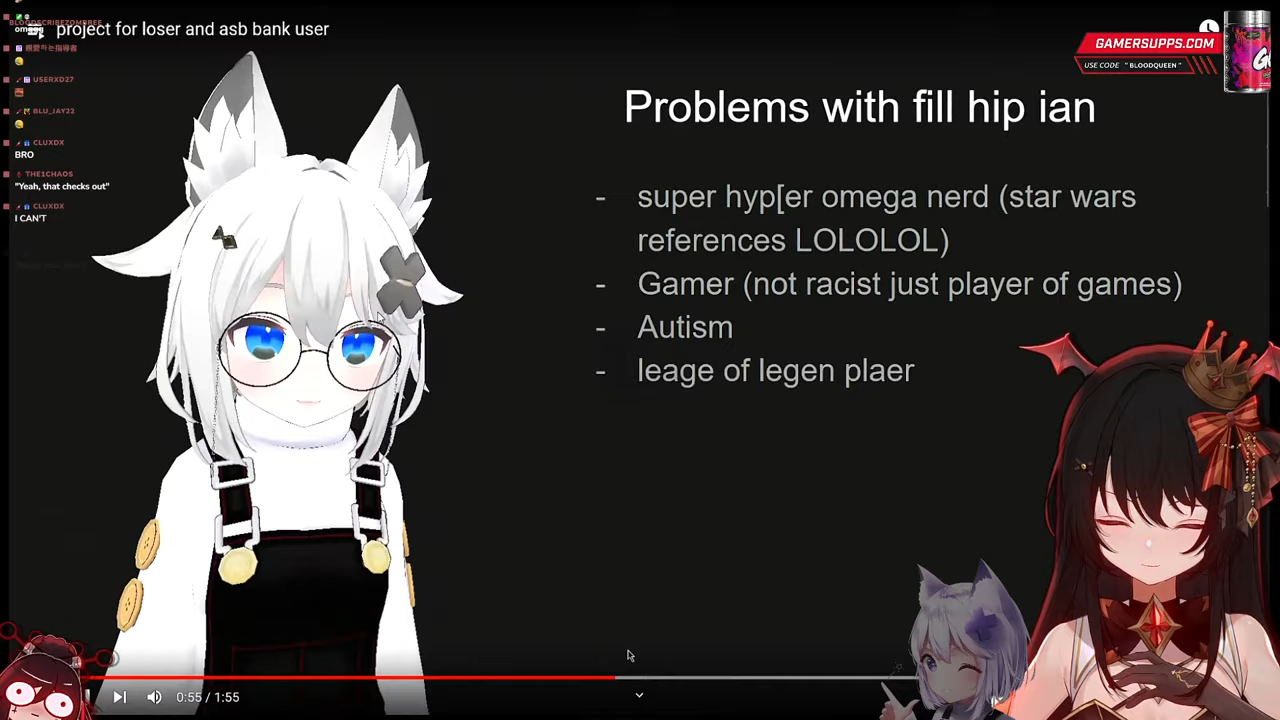 project for loser and asb bank user
USERXD27
BLU_JAY22
CLUXDX
BRO
THE1CHAOS
"Yeah, that checks out"
CLUXDX
I CAN'T
GAMERSUPPS.COM
USE CODE "BLOODQUEEN"
Problems with fill hip ian
- super hyp[er omega nerd (star wars
references LOLOLOL)
- Gamer (not racist just player of games)
- Autism
- leage of legen plaer
0:55 / 1:55